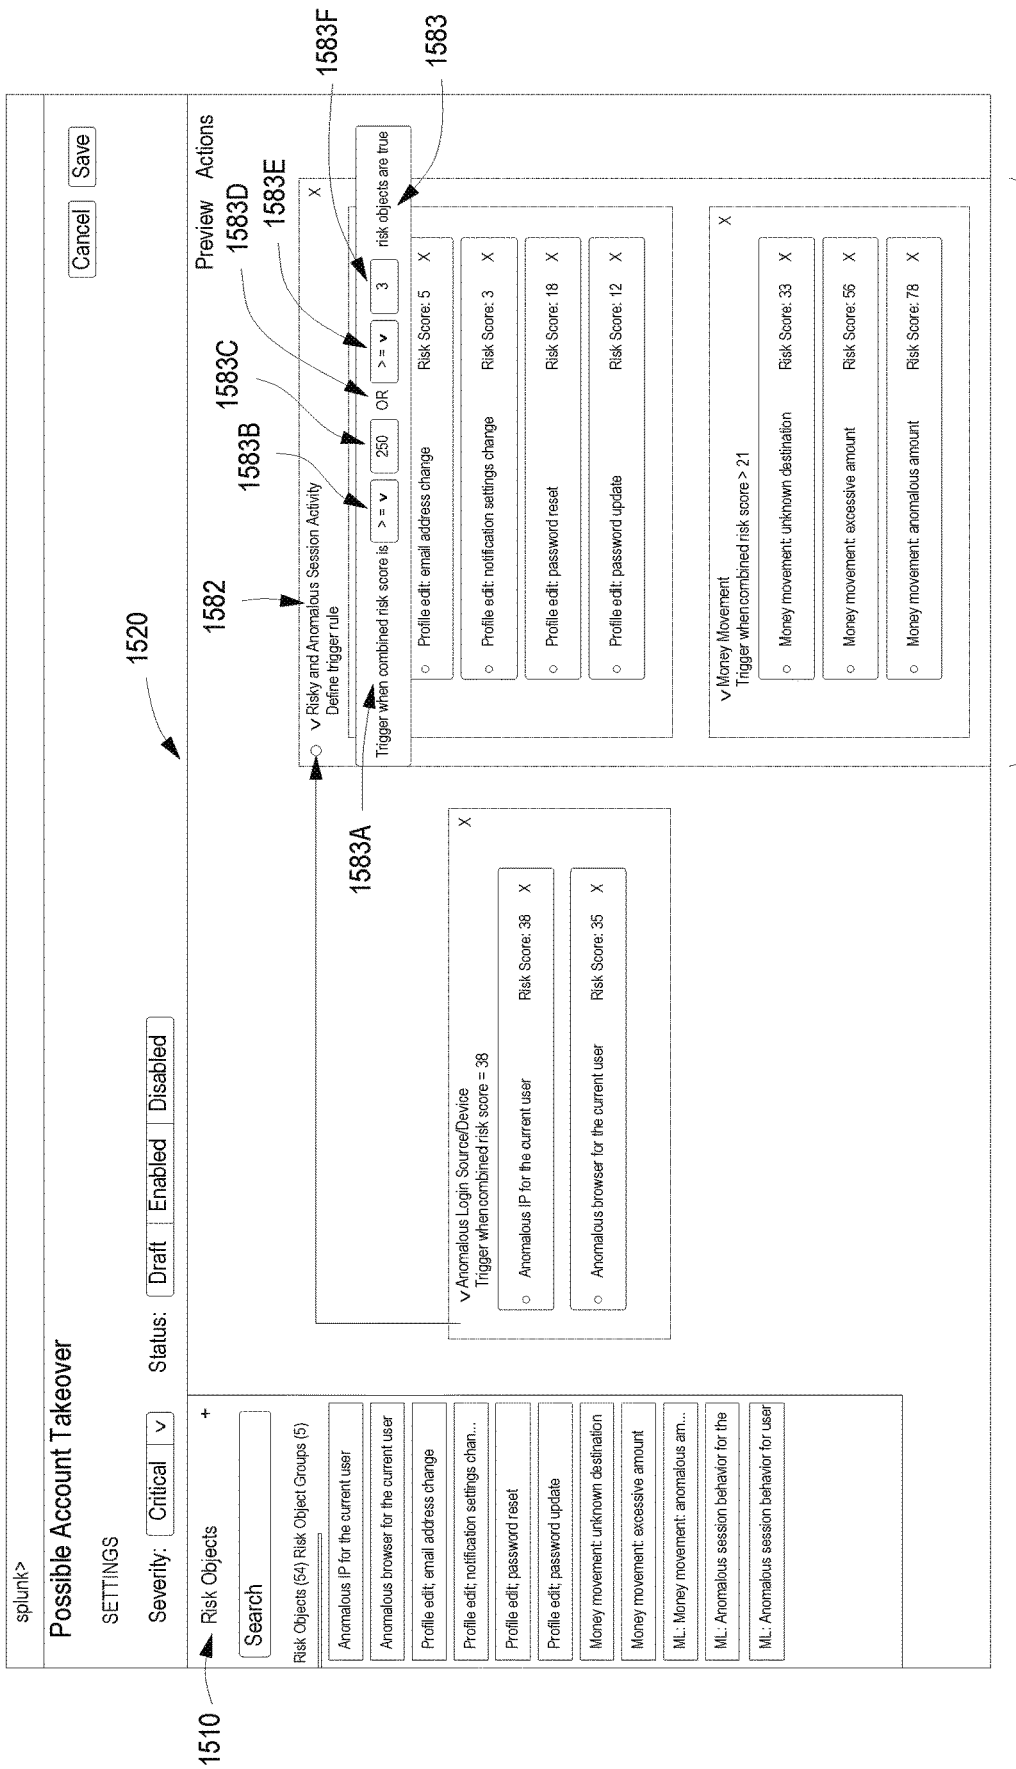 splunk>
Possible Account Takeover
Cancel
Save
SETTINGS
Severity: Critical v Status: Draft Enabled Disabled
1520
1510
Risk Objects +
Preview Actions
Search
Risk Objects (54) Risk Object Groups (5)
Anomalous IP for the current user
Anomalous browser for the current user
Profile edit; email address change
Profile edit; notification settings chan...
Profile edit; password reset
Profile edit; password update
Money movement: unknown destination
Money movement: excessive amount
ML: Money movement: anomalous am...
ML: Anomalous session behavior for the
ML: Anomalous session behavior for user
v Anomalous Login Source/Device X
Trigger when combined risk score = 38
Anomalous IP for the current user Risk Score: 38 X
Anomalous browser for the current user Risk Score: 35 X
1582
1583A
1583B
1583C
1583D
1583E
1583F
1583
v Risky and Anomalous Session Activity X
Define trigger rule
Trigger when combined risk score is > = v 250 OR > = v 3 risk objects are true
Profile edit: email address change Risk Score: 5 X
Profile edit: notification settings change Risk Score: 3 X
Profile edit: password reset Risk Score: 18 X
Profile edit: password update Risk Score: 12 X
v Money Movement X
Trigger when combined risk score > 21
Money movement: unknown destination Risk Score: 33 X
Money movement: excessive amount Risk Score: 56 X
Money movement: anomalous amount Risk Score: 78 X